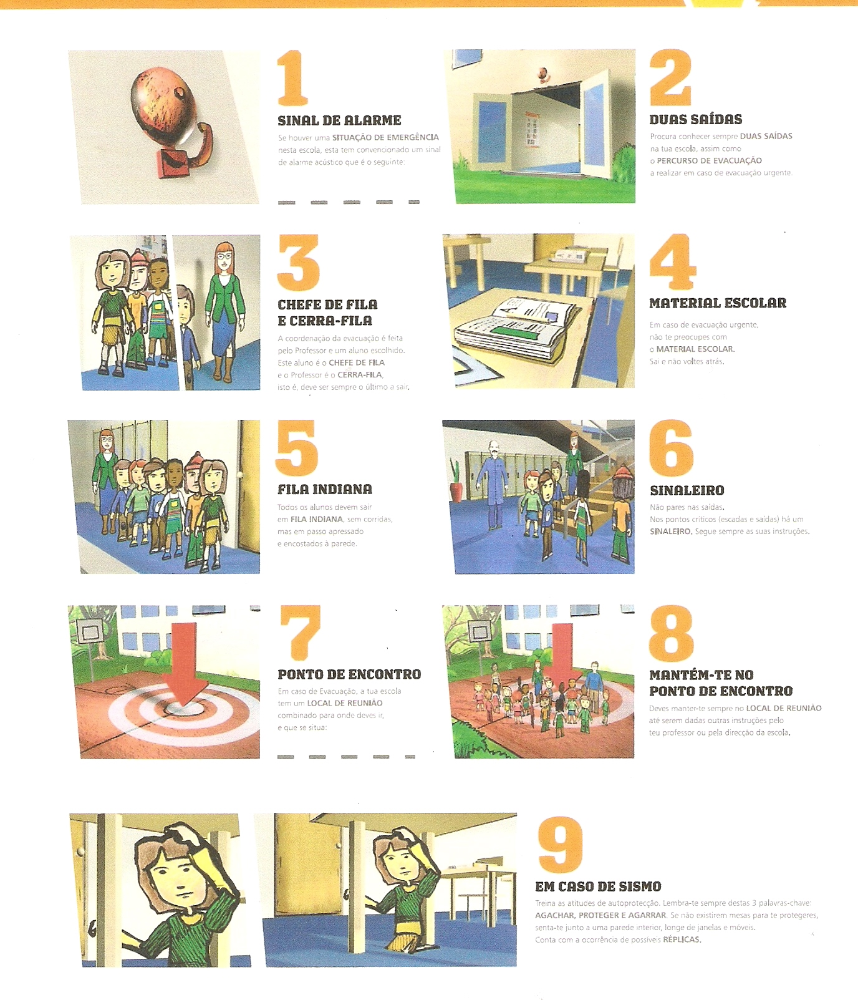 1
SINAL DE ALARME
Se houver uma SITUAÇÃO DE EMERGÊNCIA
nesta escola, esta tem convencionado um sinal
de alarme acústico que é o seguinte:
2
DUAS SAÍDAS
Procura conhecer sempre DUAS SAÍDAS
na tua escola, assim como
o PERCURSO DE EVACUAÇÃO
a realizar em caso de evacuação urgente.
3
CHEFE DE FILA
E CERRA-FILA
A coordenação da evacuação é feita
pelo Professor e um aluno escolhido.
Este aluno é o CHEFE DE FILA
e o Professor é o CERRA-FILA,
isto é, deve ser sempre o último a sair.
4
MATERIAL ESCOLAR
Em caso de evacuação urgente,
não te preocupes com
o MATERIAL ESCOLAR.
Sai e não voltes atrás.
5
FILA INDIANA
Todos os alunos devem sair
em FILA INDIANA, sem corridas,
mas em passo apressado
e encostados à parede.
6
SINALEIRO
Não pares nas saídas.
Nos pontos críticos (escadas e saídas) há um
SINALEIRO. Segue sempre as suas instruções.
7
PONTO DE ENCONTRO
Em caso de Evacuação, a tua escola
tem um LOCAL DE REUNIÃO
combinado para onde deves ir,
e que se situa:
8
MANTÉM-TE NO
PONTO DE ENCONTRO
Deves manter-te sempre no LOCAL DE REUNIÃO
até serem dadas outras instruções pelo
teu professor ou pela direcção da escola.
9
EM CASO DE SISMO
Treina as atitudes de autoprotecção. Lembra-te sempre destas 3 palavras-chave:
AGACHAR, PROTEGER E AGARRAR. Se não existirem mesas para te protegeres,
senta-te junto a uma parede interior, longe de janelas e móveis.
Conta com a ocorrência de possíveis RÉPLICAS.